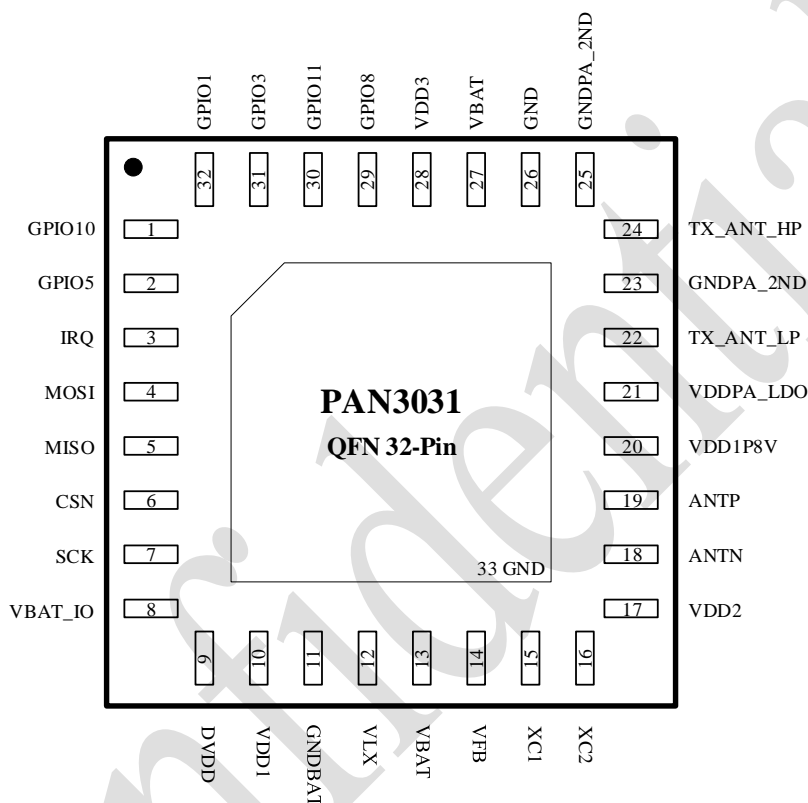 GPIO1
GPIO3
GPIO11
GPIO8
VDD3
VBAT
GND
GNDPA_2ND
32
31
30
29
28
27
26
25
GPIO10 1
GPIO5 2
IRQ 3
MOSI 4
MISO 5
CSN 6
SCK 7
VBAT_IO 8
24 TX_ANT_HP
23 GNDPA_2ND
22 TX_ANT_LP
21 VDDPA_LDO
20 VDD1P8V
19 ANTP
18 ANTN
17 VDD2
PAN3031
QFN 32-Pin
33 GND
9
10
11
12
13
14
15
16
DVDD
VDD1
GNDBAT
VLX
VBAT
VFB
XC1
XC2
onfidential